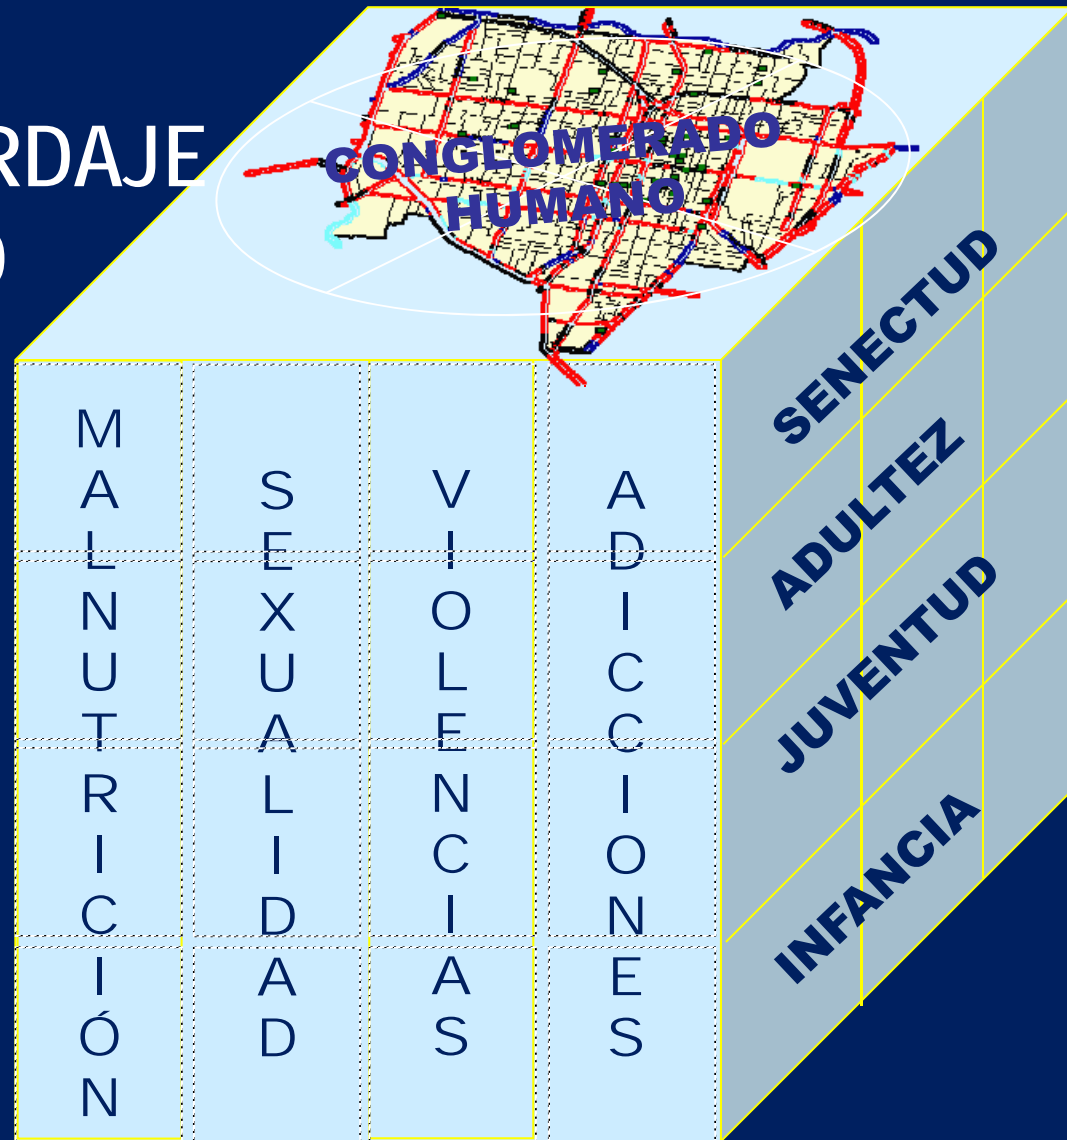 RDAJE
O
CONGLOMERADO
HUMANO
MALNUTRICIÓN
SEXUALIDAD
VIOLENCIAS
ADICCIONES
SENECTUD
ADULTEZ
JUVENTUD
INFANCIA